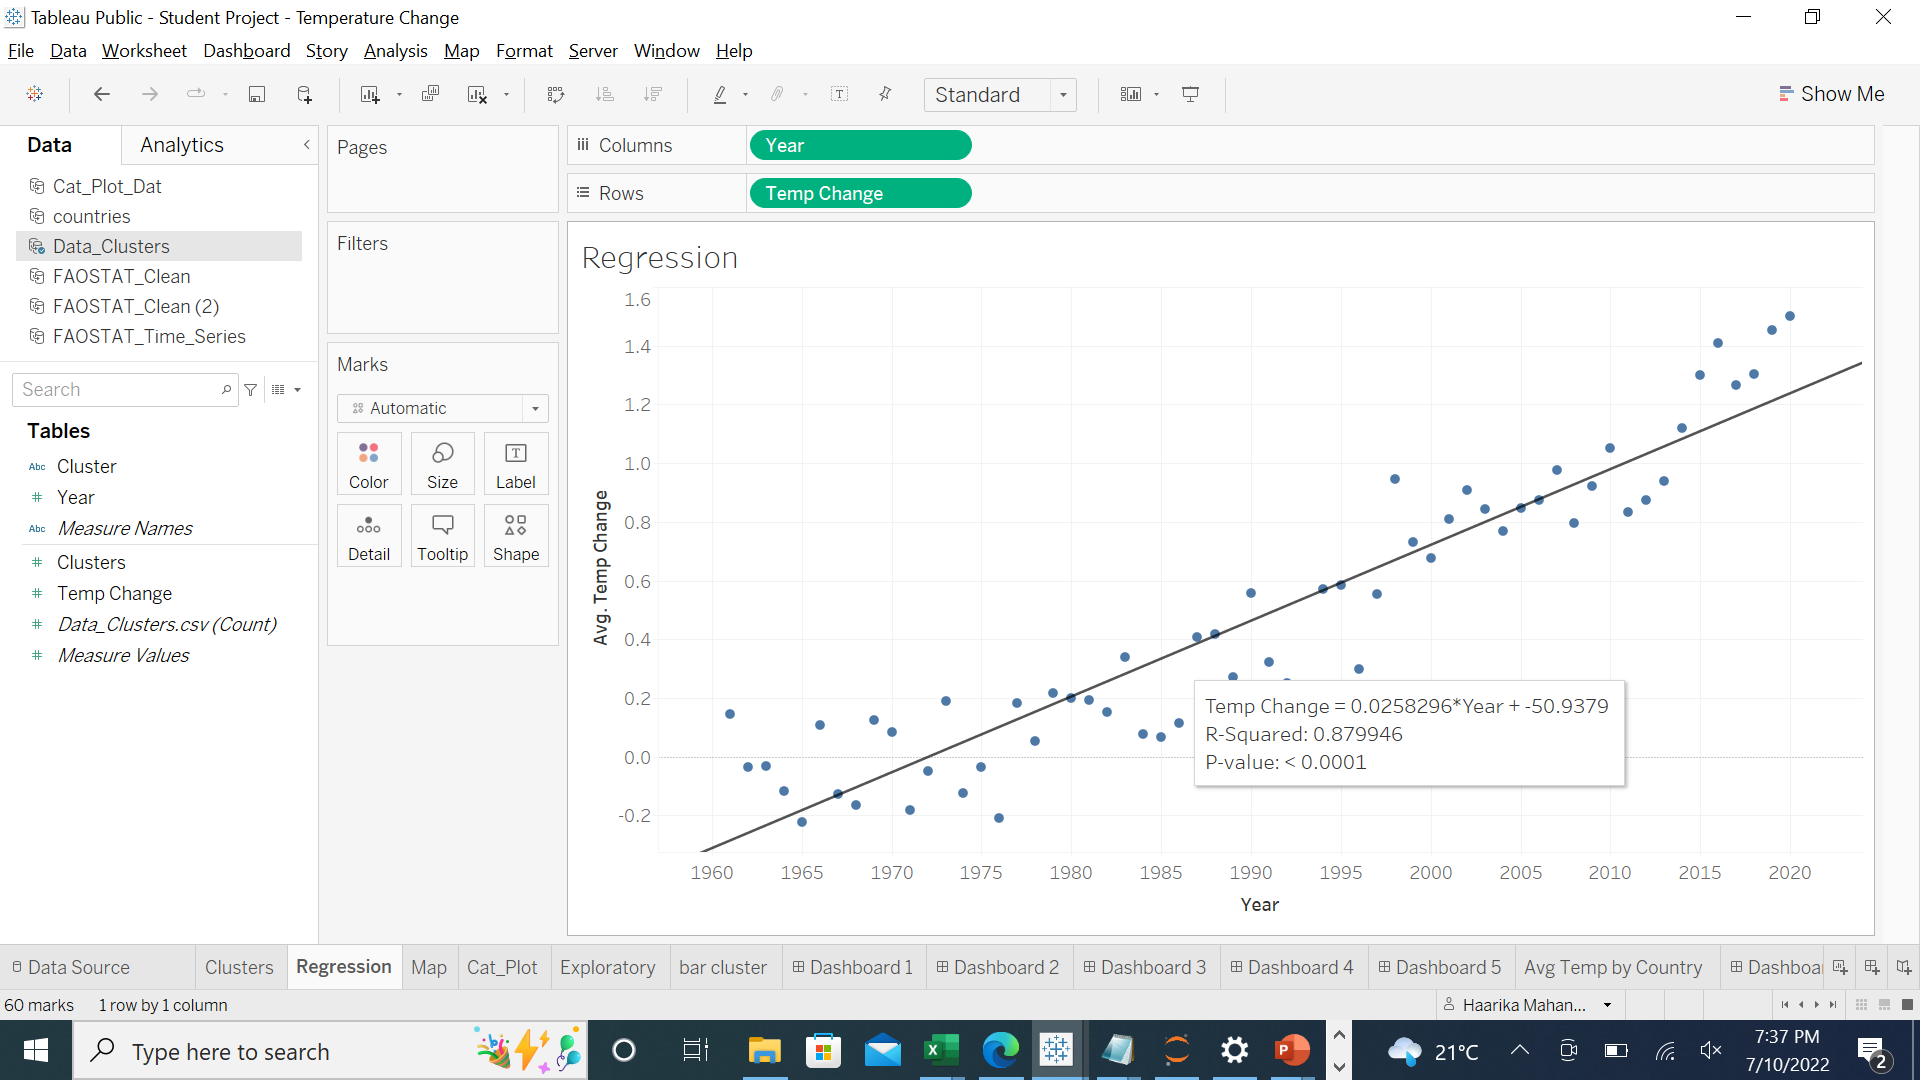 Tableau Public - Student Project - Temperature Change
File Data Worksheet Dashboard Story Analysis Map Format Server Window Help
Standard
Show Me
Data Analytics
Cat_Plot_Dat
countries
Data_Clusters
FAOSTAT_Clean
FAOSTAT_Clean (2)
FAOSTAT_Time_Series
Search
Tables
Abc Cluster
# Year
Abc Measure Names
# Clusters
# Temp Change
# Data_Clusters.csv (Count)
# Measure Values
Pages
Filters
Marks
Automatic
Color Size Label
Detail Tooltip Shape
Columns Year
Rows Temp Change
Regression
Avg. Temp Change
1.6
1.4
1.2
1.0
0.8
0.6
0.4
0.2
0.0
-0.2
Temp Change = 0.0258296*Year + -50.9379
R-Squared: 0.879946
P-value: < 0.0001
1960 1965 1970 1975 1980 1985 1990 1995 2000 2005 2010 2015 2020
Year
Data Source Clusters Regression Map Cat_Plot Exploratory bar cluster Dashboard 1 Dashboard 2 Dashboard 3 Dashboard 4 Dashboard 5 Avg Temp by Country Dashboa
60 marks 1 row by 1 column
Haarika Mahan...
Type here to search
21°C
7:37 PM
7/10/2022
2